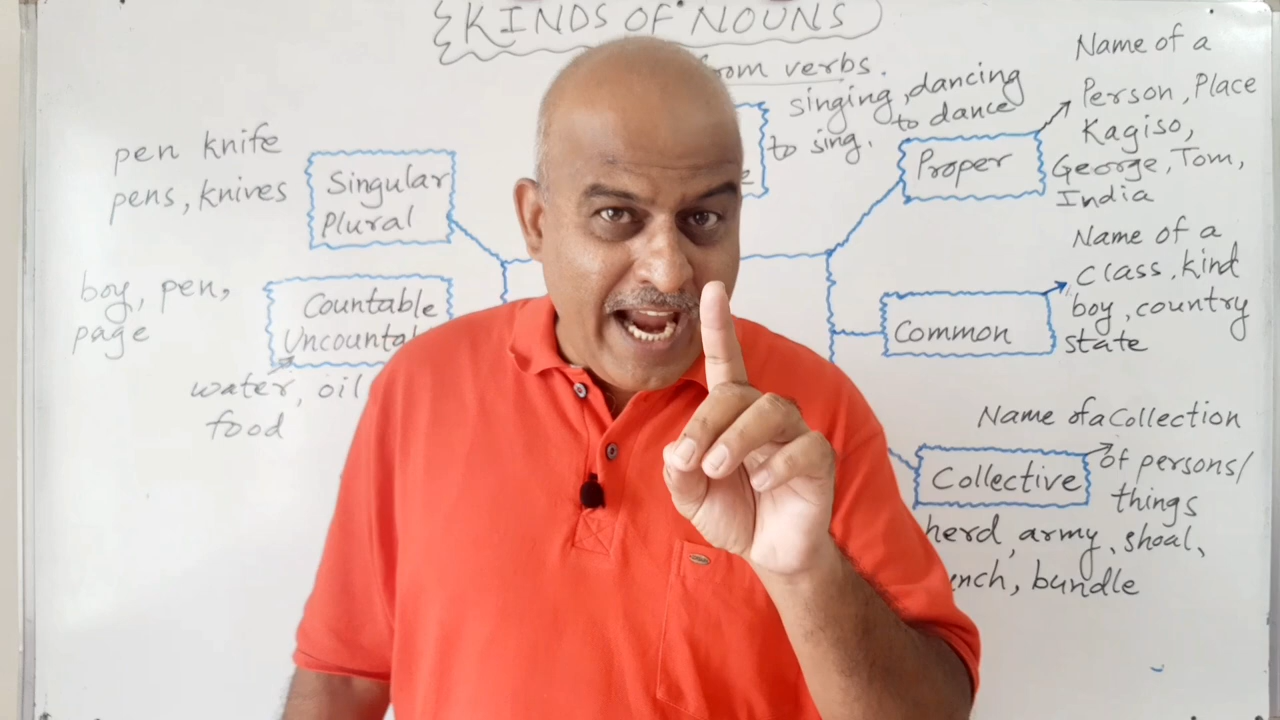 KINDS OF NOUNS
from verbs.
singing, dancing
to dance
to sing.
pen knife
pens, knives
Singular
Plural
boy, pen,
page
Countable
water, oil
food
Proper
Name of a
Person, Place
Kagiso,
George, Tom,
India
Common
Name of a
class, kind
boy, country
state
Collective
Name of a Collection
of persons/
things
herd, army, shoal,
bundle